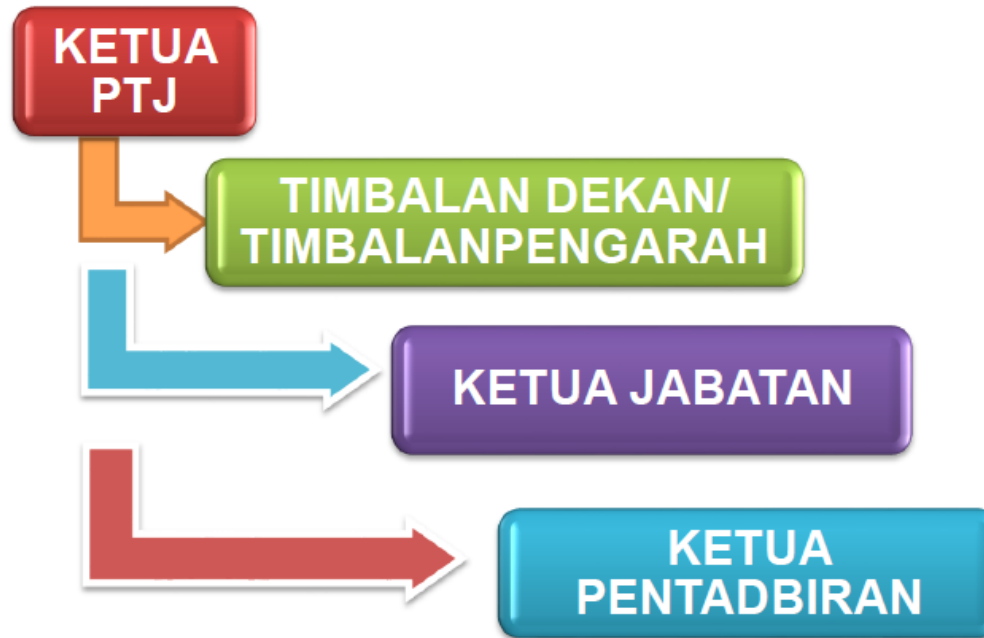 KETUA
PTJ
TIMBALAN DEKAN/
TIMBALANPENGARAH
KETUA JABATAN
KETUA
PENTADBIRAN